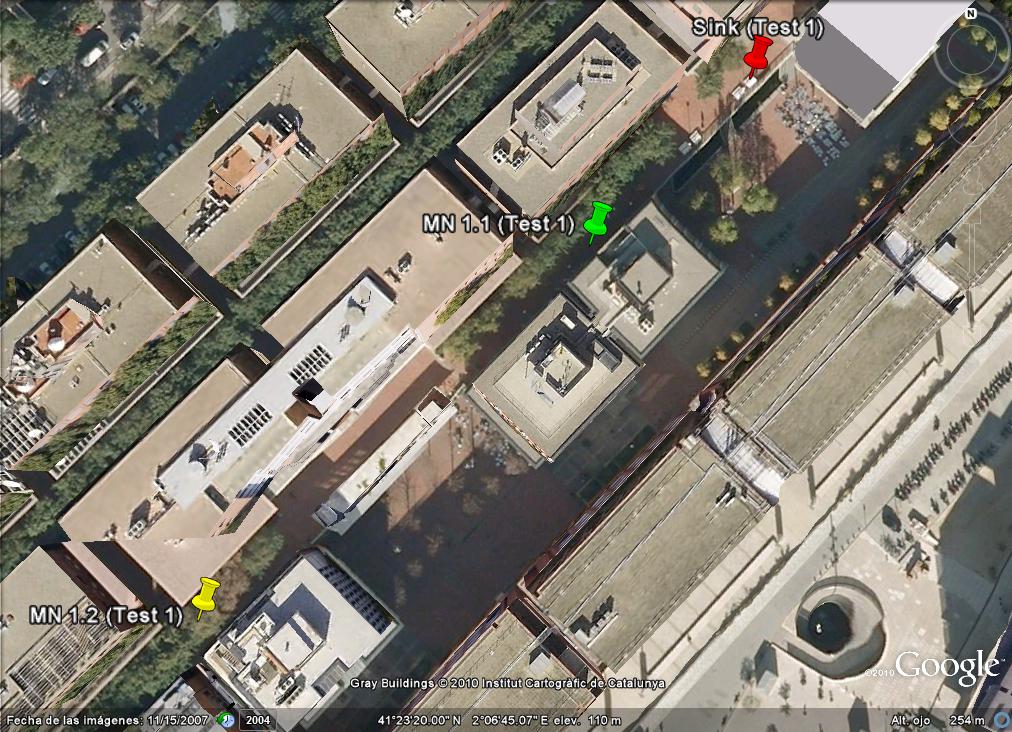 N
Sink (Test 1)
MN 1.1 (Test 1)
MN 1.2 (Test 1)
©2010 Google
Gray Buildings © 2010 Institut Cartogràfic de Catalunya
Fecha de las imágenes: 11/15/2007 2004 41°23'20.00" N 2°06'45.07" E elev. 110 m Alt. ojo 254 m